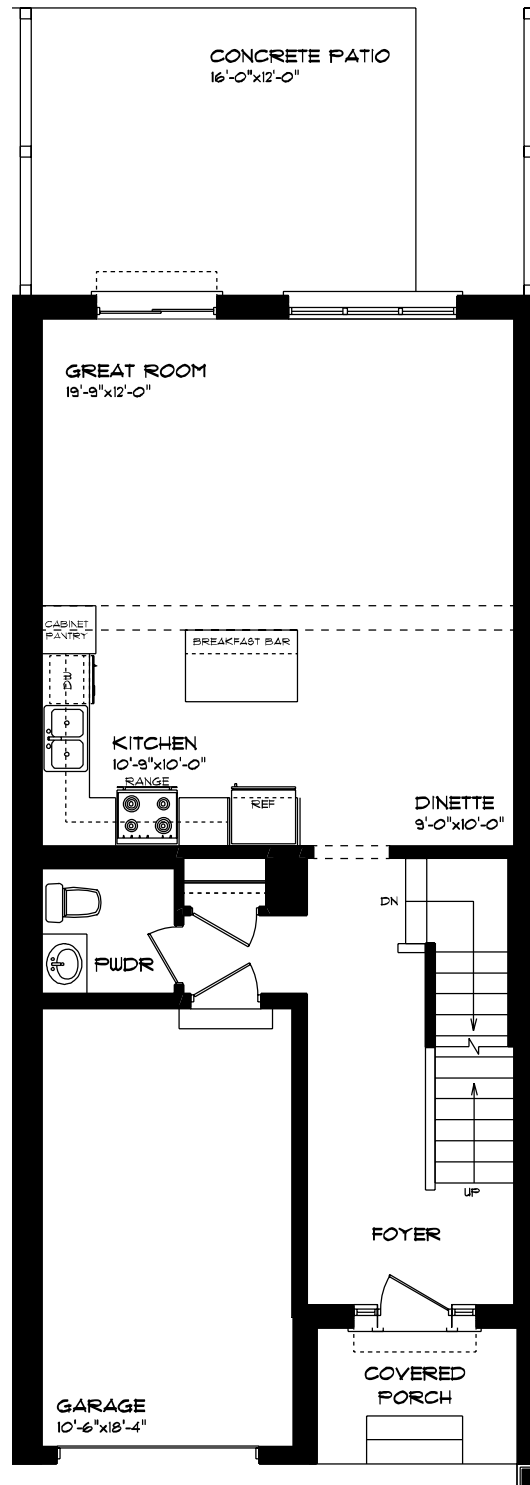 CONCRETE PATIO
16'-0"x12'-0"
GREAT ROOM
19'-9"x12'-0"
CABINET
PANTRY
BREAKFAST BAR
DW
KITCHEN
10'-9"x10'-0"
RANGE
REF
DINETTE
9'-0"x10'-0"
DN
PWDR
UP
FOYER
COVERED
PORCH
GARAGE
10'-6"x18'-4"